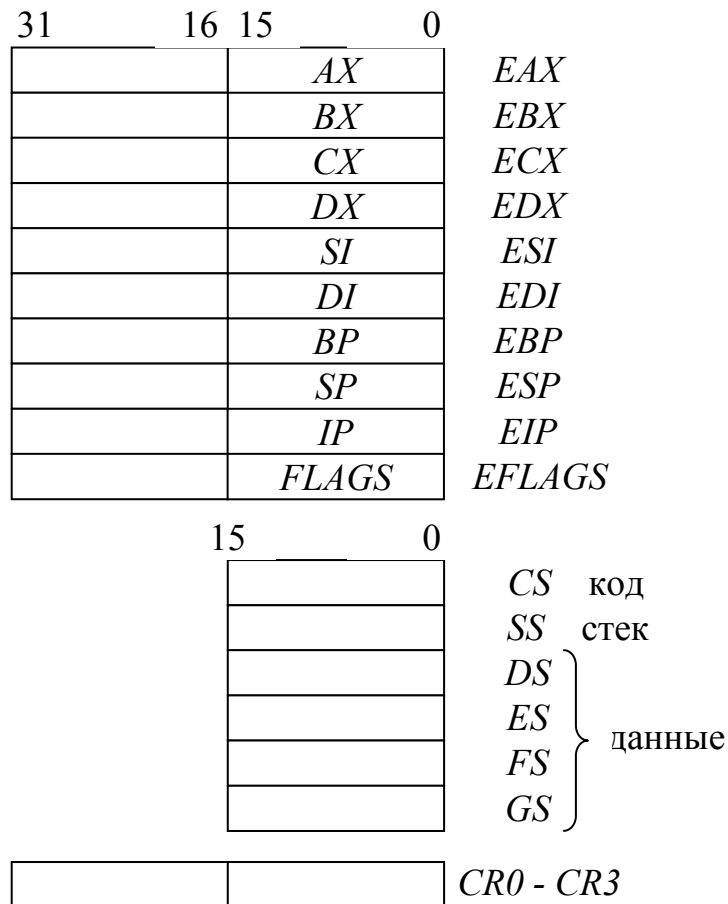 31 16 15 0
AX EAX
BX EBX
CX ECX
DX EDX
SI ESI
DI EDI
BP EBP
SP ESP
IP EIP
FLAGS EFLAGS
15 0
CS код
SS стек
DS
ES
данные
FS
GS
CR0 - CR3